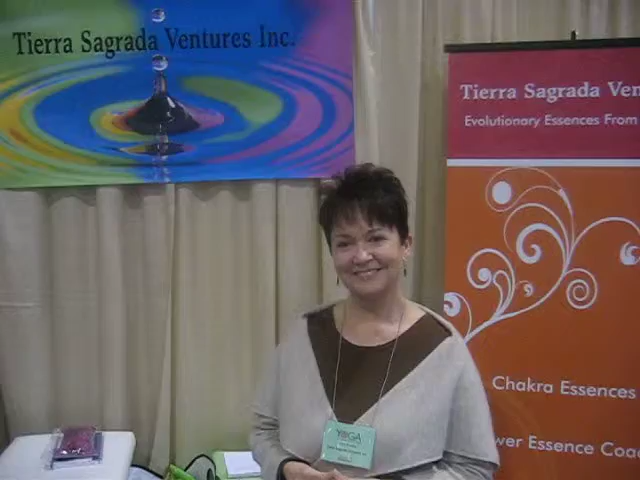 Tierra Sagrada Ventures Inc.
Tierra Sagrada Ven
Evolutionary Essences From
Chakra Essences
wer Essence Coa
YOGA